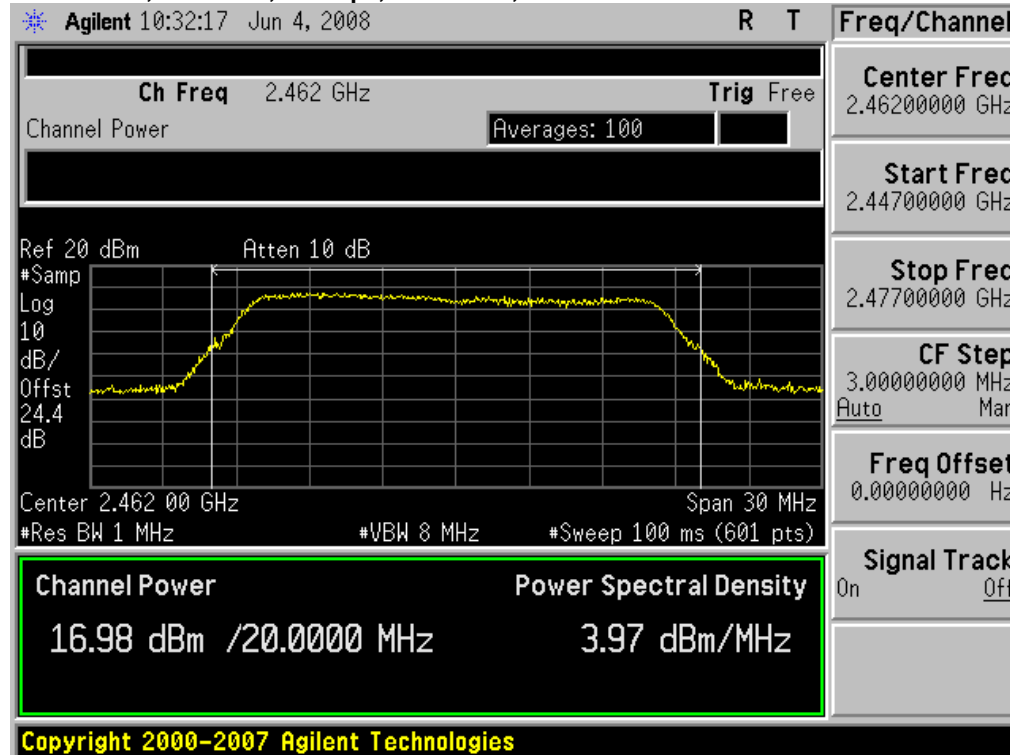 Agilent 10:32:17 Jun 4, 2008 R T
Ch Freq 2.462 GHz Trig Free
Channel Power Averages: 100
Ref 20 dBm Atten 10 dB
#Samp
Log
10
dB/
Offst
24.4
dB
Center 2.462 00 GHz Span 30 MHz
#Res BW 1 MHz #VBW 8 MHz #Sweep 100 ms (601 pts)
Channel Power Power Spectral Density
16.98 dBm /20.0000 MHz 3.97 dBm/MHz
Copyright 2000-2007 Agilent Technologies
Freq/Channel
Center Freq
2.46200000 GHz
Start Freq
2.44700000 GHz
Stop Freq
2.47700000 GHz
CF Step
3.00000000 MHz
Auto Man
Freq Offset
0.00000000 Hz
Signal Track
On Off